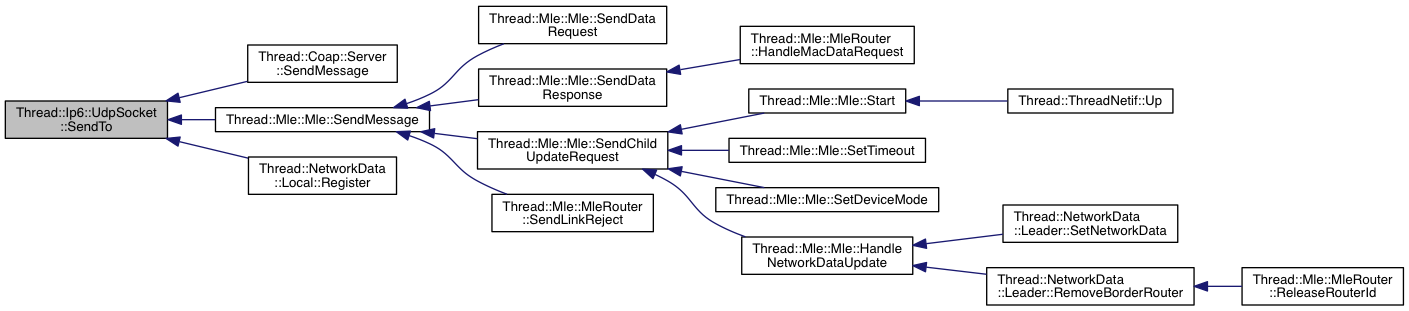 Thread::Ip6::UdpSocket
::SendTo
Thread::Coap::Server
::SendMessage
Thread::Mle::Mle::SendMessage
Thread::NetworkData
::Local::Register
Thread::Mle::Mle::SendData
Request
Thread::Mle::Mle::SendData
Response
Thread::Mle::Mle::SendChild
UpdateRequest
Thread::Mle::MleRouter
::SendLinkReject
Thread::Mle::MleRouter
::HandleMacDataRequest
Thread::Mle::Mle::Start
Thread::Mle::Mle::SetTimeout
Thread::Mle::Mle::SetDeviceMode
Thread::Mle::Mle::Handle
NetworkDataUpdate
Thread::ThreadNetif::Up
Thread::NetworkData
::Leader::SetNetworkData
Thread::NetworkData
::Leader::RemoveBorderRouter
Thread::Mle::MleRouter
::ReleaseRouterId